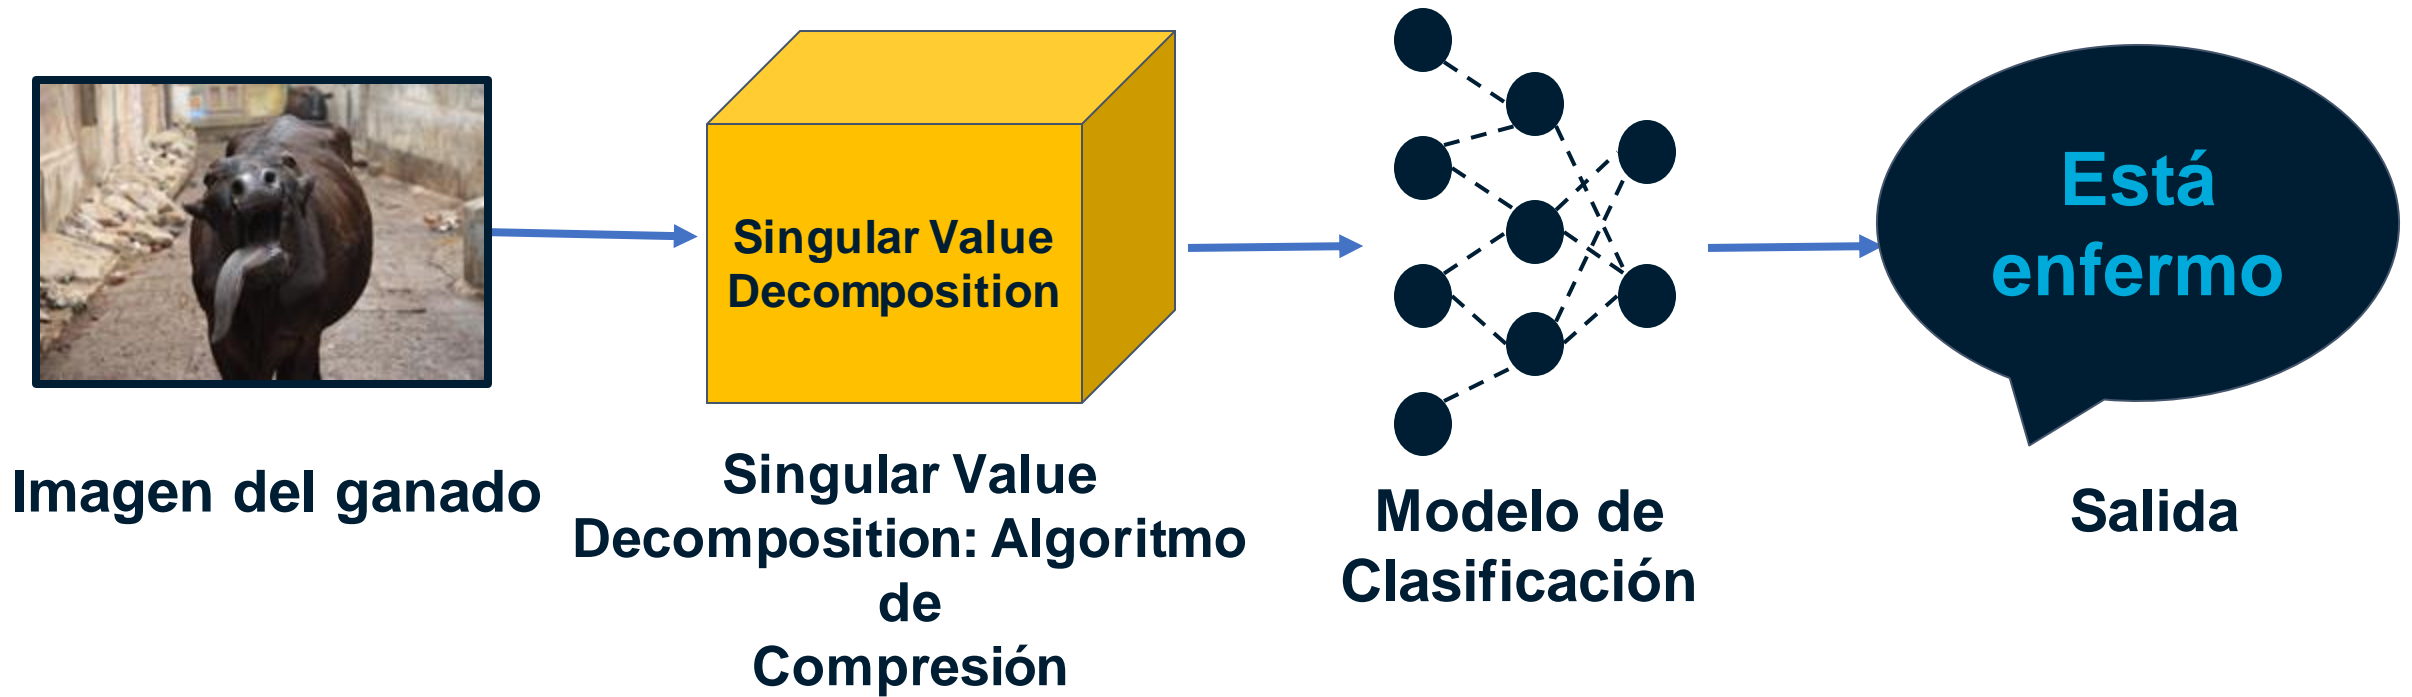 Singular Value
Decomposition
Está
enfermo
Imagen del ganado
Singular Value
Decomposition: Algoritmo
de
Compresión
Modelo de
Clasificación
Salida